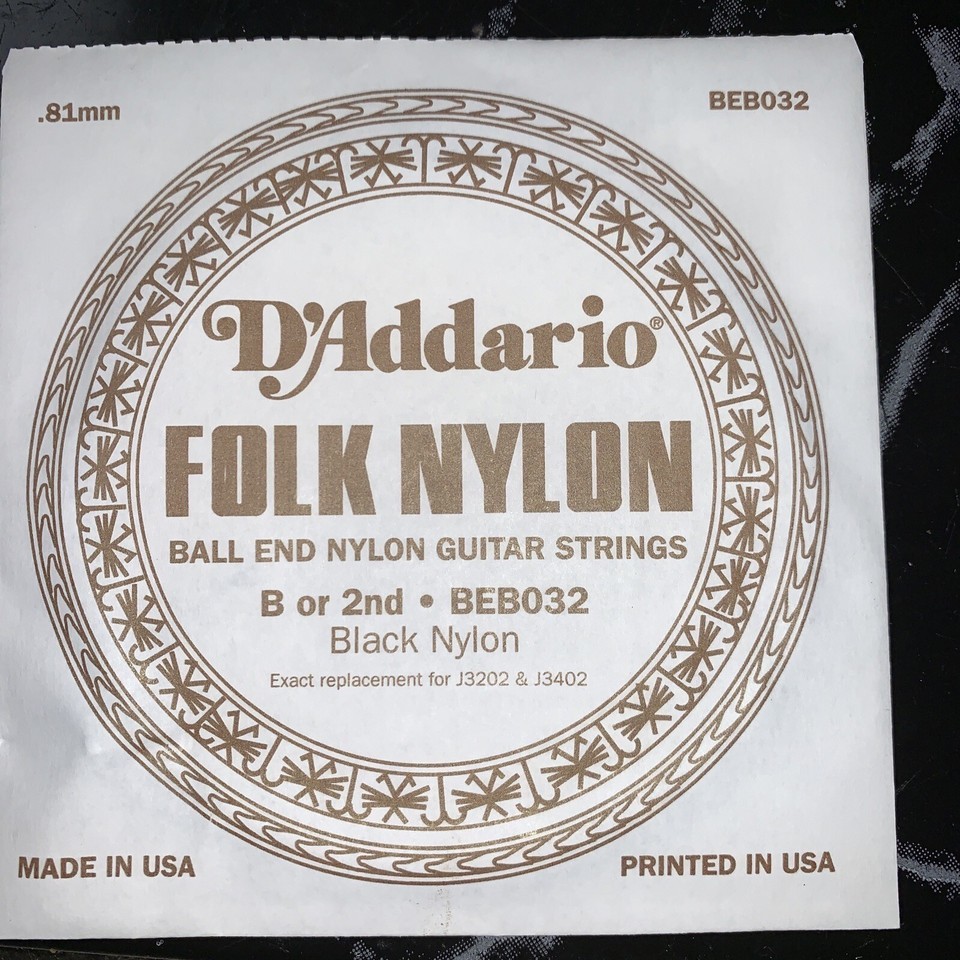 .81mm
BEB032
D'Addario®
FOLK NYLON
BALL END NYLON GUITAR STRINGS
B or 2nd • BEB032
Black Nylon
Exact replacement for J3202 & J3402
MADE IN USA
PRINTED IN USA